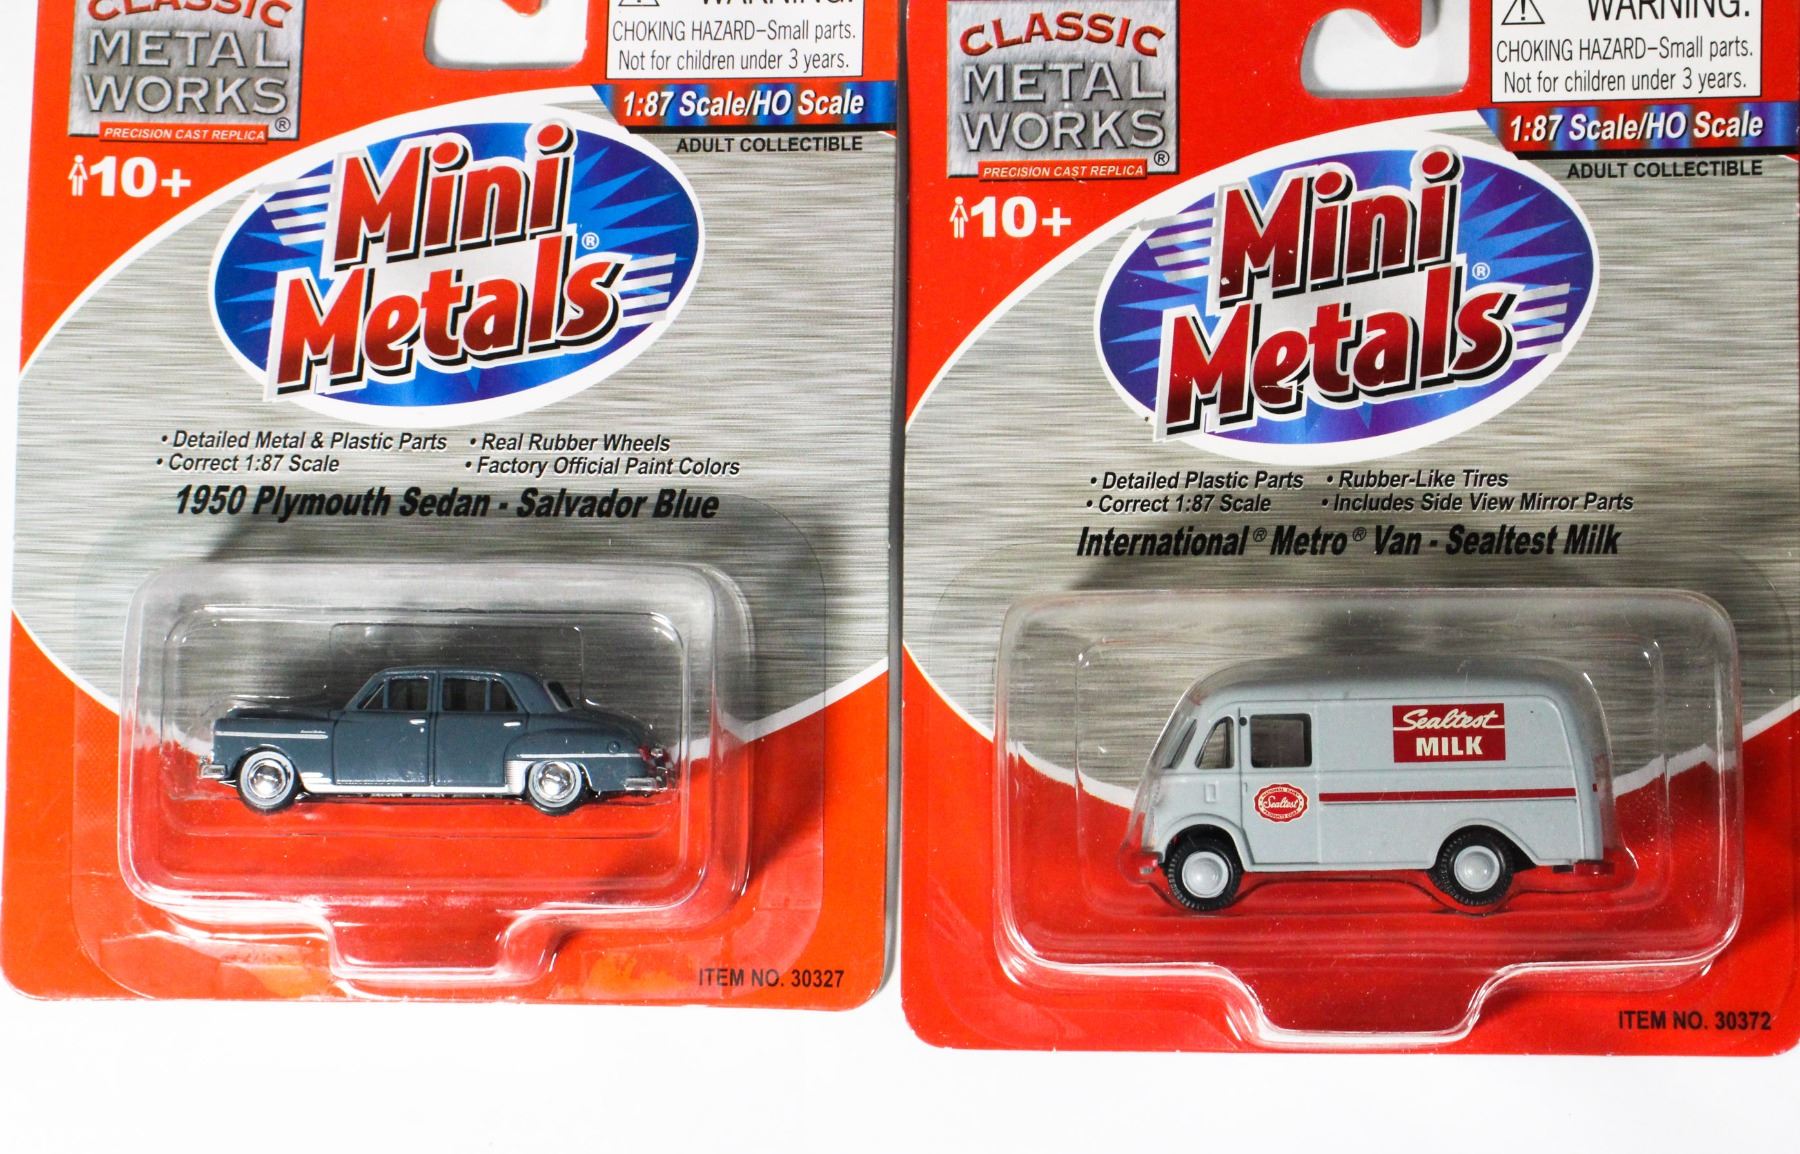 CLASSIC
METAL
WORKS®
PRECISION CAST REPLICA
10+
WARNING:
CHOKING HAZARD–Small parts.
Not for children under 3 years.
1:87 Scale/HO Scale
ADULT COLLECTIBLE
Mini
Metals®
• Detailed Metal & Plastic Parts • Real Rubber Wheels
• Correct 1:87 Scale • Factory Official Paint Colors
1950 Plymouth Sedan - Salvador Blue
ITEM NO. 30327
CLASSIC
METAL
WORKS®
PRECISION CAST REPLICA
10+
WARNING:
CHOKING HAZARD–Small parts.
Not for children under 3 years.
1:87 Scale/HO Scale
ADULT COLLECTIBLE
Mini
Metals®
• Detailed Plastic Parts • Rubber-Like Tires
• Correct 1:87 Scale • Includes Side View Mirror Parts
International® Metro® Van - Sealtest Milk
Sealtest
MILK
Sealtest
ITEM NO. 30372